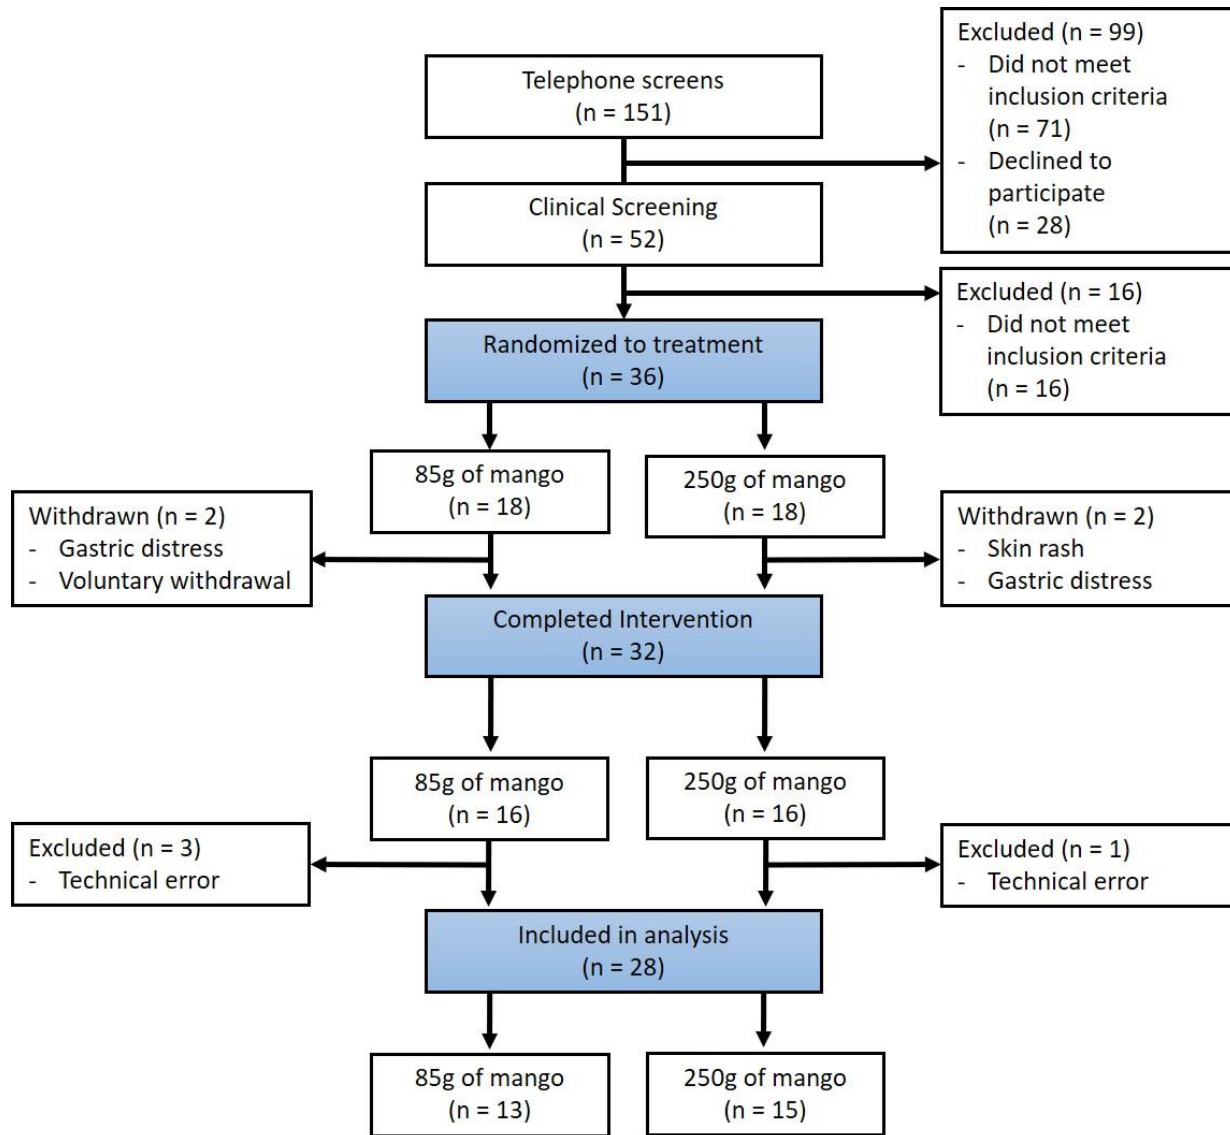 Telephone screens
(n = 151)
Excluded (n = 99)
- Did not meet
inclusion criteria
(n = 71)
- Declined to
participate
(n = 28)
Clinical Screening
(n = 52)
Excluded (n = 16)
- Did not meet
inclusion criteria
(n = 16)
Randomized to treatment
(n = 36)
85g of mango
(n = 18)
250g of mango
(n = 18)
Withdrawn (n = 2)
- Gastric distress
- Voluntary withdrawal
Withdrawn (n = 2)
- Skin rash
- Gastric distress
Completed Intervention
(n = 32)
85g of mango
(n = 16)
250g of mango
(n = 16)
Excluded (n = 3)
- Technical error
Excluded (n = 1)
- Technical error
Included in analysis
(n = 28)
85g of mango
(n = 13)
250g of mango
(n = 15)